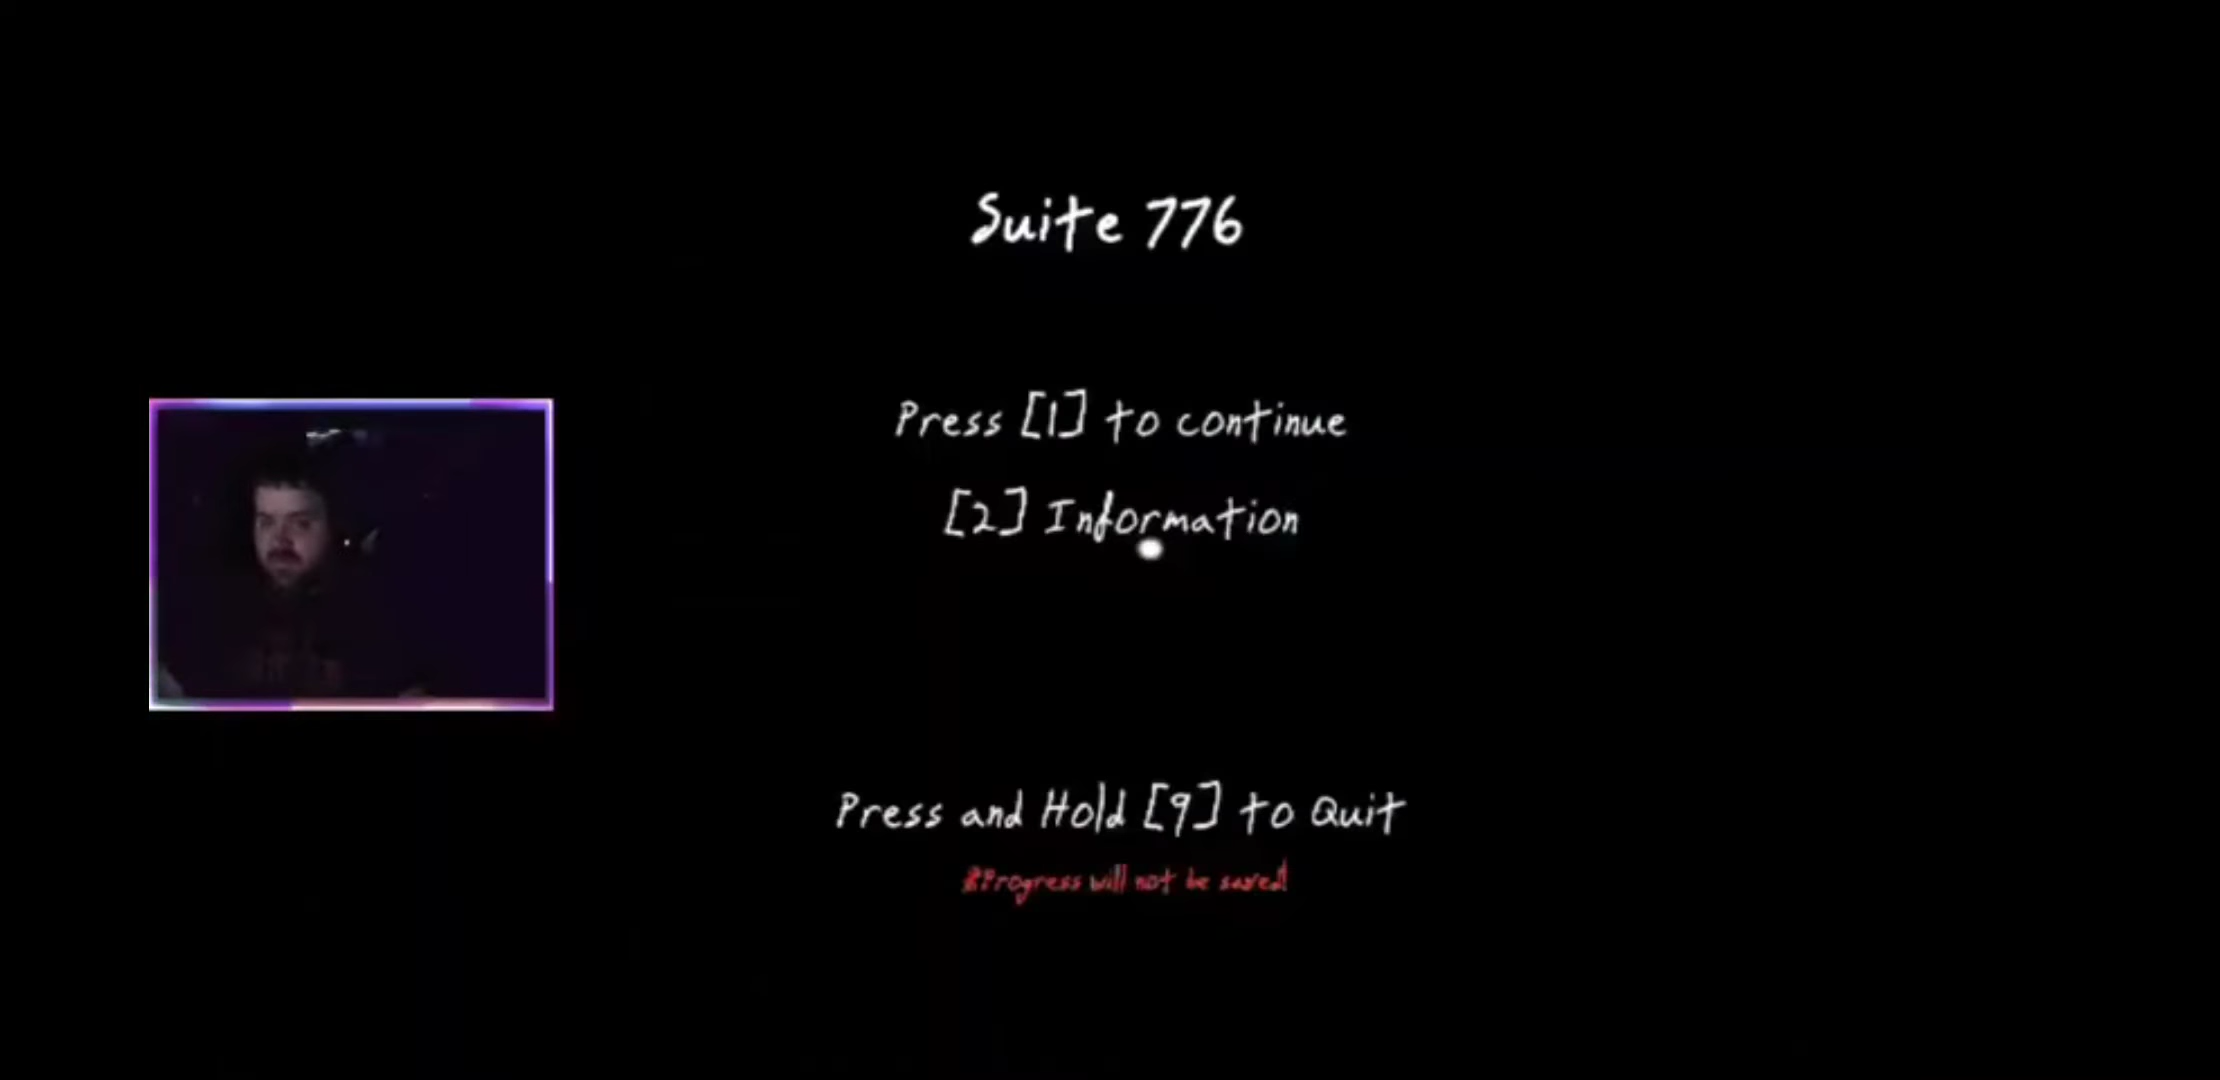 Suite 776
Press [1] to continue
[2] Information
Press and Hold [9] to Quit
*Progress will not be saved!